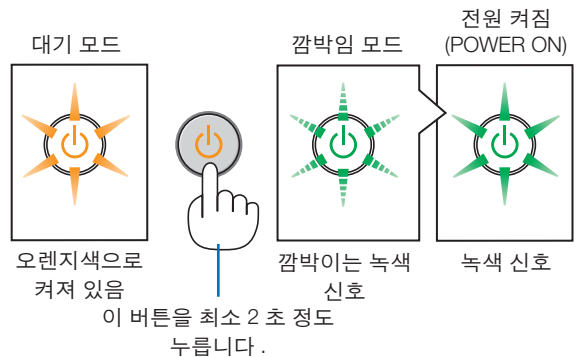 대기 모드
깜박임 모드
전원 켜짐
(POWER ON)
오렌지색으로
켜져 있음
이 버튼을 최소 2 초 정도
누릅니다 .
깜박이는 녹색
신호
녹색 신호